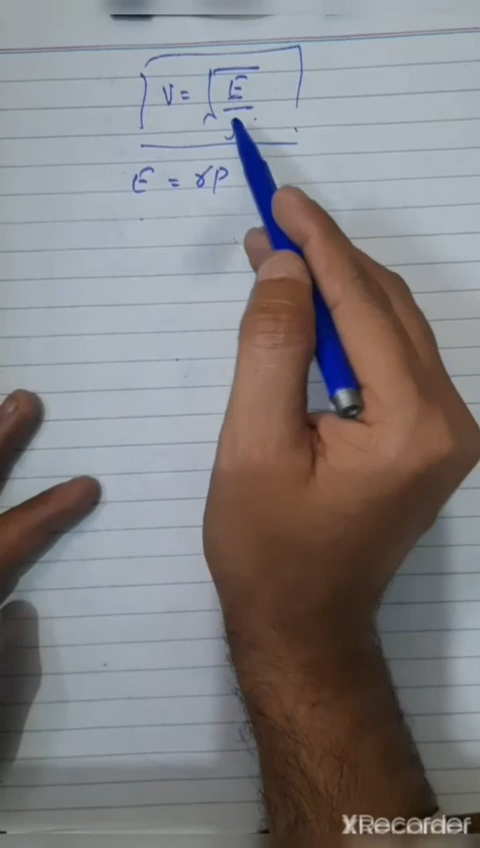 V = √E
E = γP
XRecorder